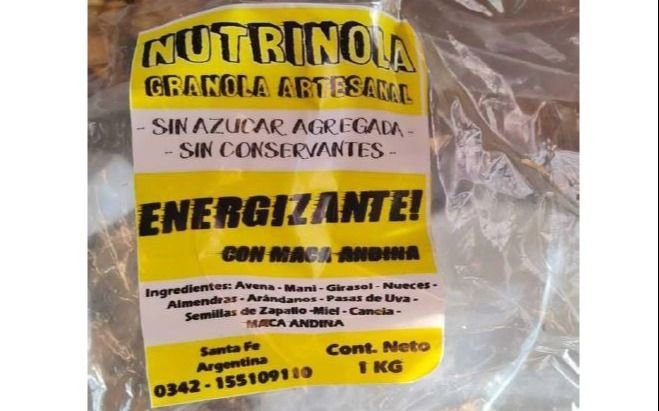 NUTRINOLA
GRANOLA ARTESANAL
- SIN AZUCAR AGREGADA -
- SIN CONSERVANTES -
ENERGIZANTE!
CON MACA ANDINA
Ingredientes: Avena - Mani - Girasol - Nueces -
Almendras - Arándanos - Pasas de Uva -
Semillas de Zapallo -Miel - Canela -
MACA ANDINA
Santa Fe
Argentina
0342 - 155109110
Cont. Neto
1 KG